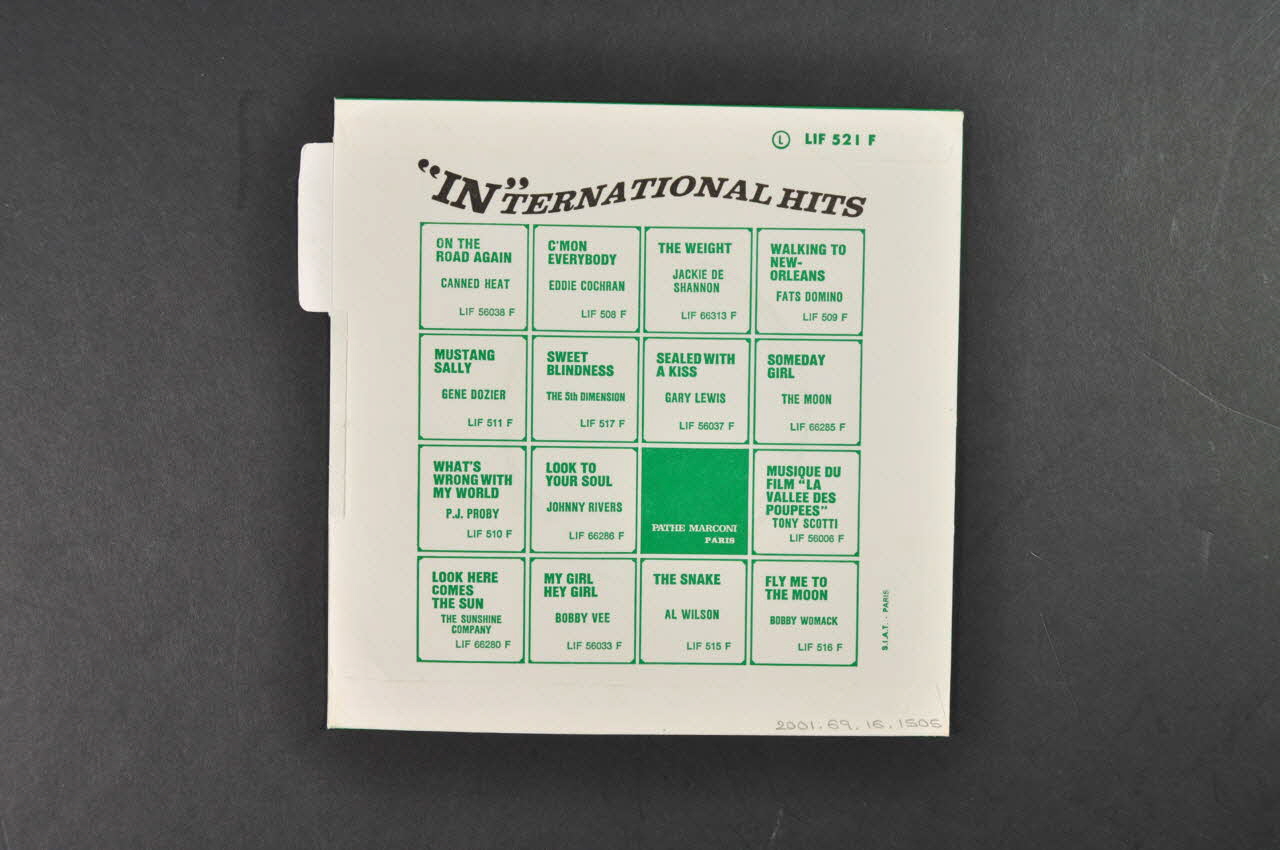 Ⓛ LIF 521 F
"IN"TERNATIONAL HITS
ON THE
ROAD AGAIN
CANNED HEAT
LIF 56038 F
C'MON
EVERYBODY
EDDIE COCHRAN
LIF 508 F
THE WEIGHT
JACKIE DE
SHANNON
LIF 66313 F
WALKING TO
NEW-
ORLEANS
FATS DOMINO
LIF 509 F
MUSTANG
SALLY
GENE DOZIER
LIF 511 F
SWEET
BLINDNESS
THE 5th DIMENSION
LIF 517 F
SEALED WITH
A KISS
GARY LEWIS
LIF 56037 F
SOMEDAY
GIRL
THE MOON
LIF 66285 F
WHAT'S
WRONG WITH
MY WORLD
P.J. PROBY
LIF 510 F
LOOK TO
YOUR SOUL
JOHNNY RIVERS
LIF 66286 F
PATHE MARCONI
PARIS
MUSIQUE DU
FILM "LA
VALLEE DES
POUPEES"
TONY SCOTTI
LIF 56006 F
LOOK HERE
COMES
THE SUN
THE SUNSHINE
COMPANY
LIF 66280 F
MY GIRL
HEY GIRL
BOBBY VEE
LIF 56033 F
THE SNAKE
AL WILSON
LIF 515 F
FLY ME TO
THE MOON
BOBBY WOMACK
LIF 516 F
S.I.A.T. - PARIS
2001.69.16.1505